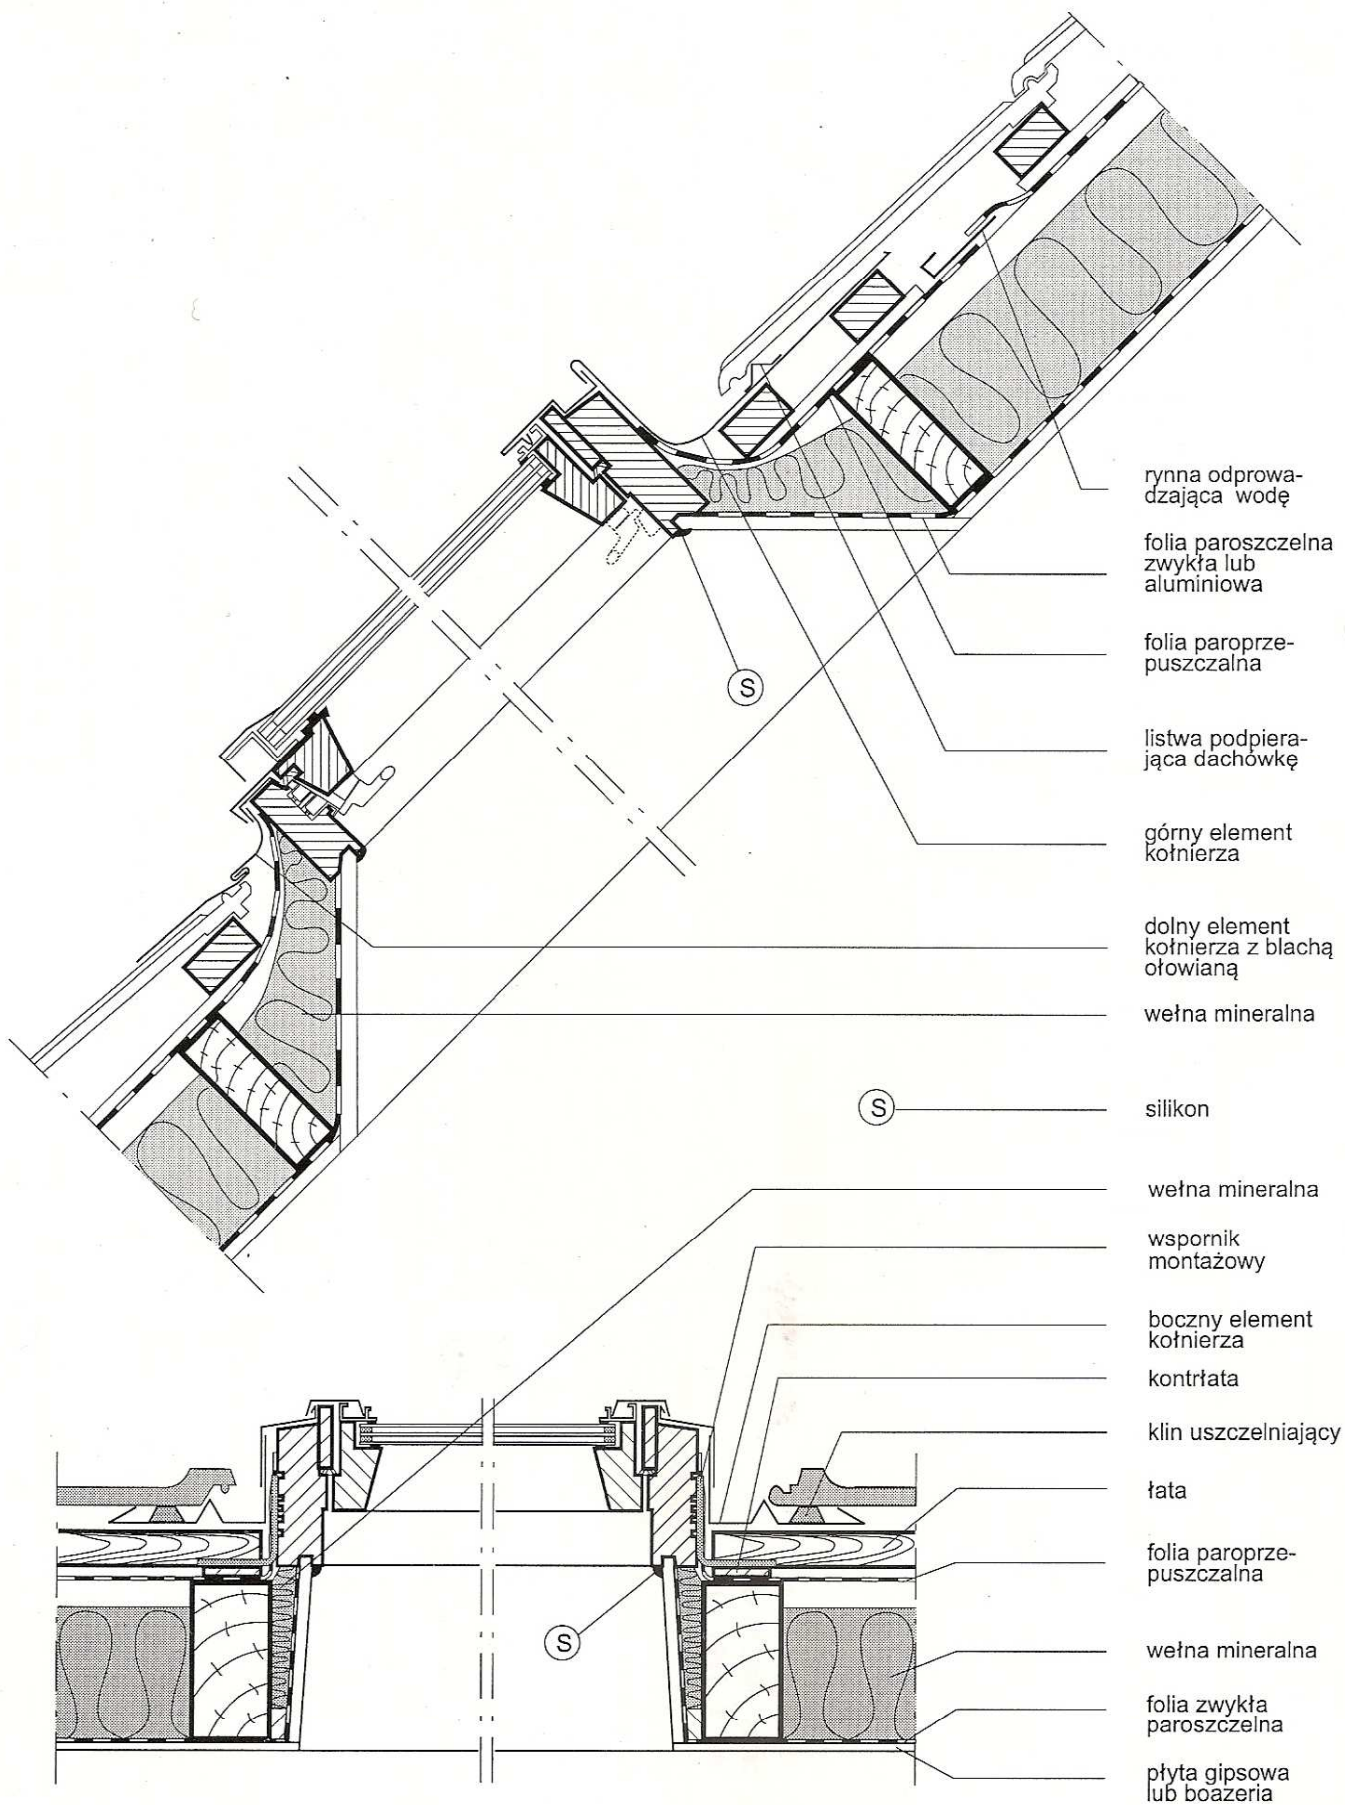 rynna odprowa-
dzająca wodę
folia paroszczelna
zwykła lub
aluminiowa
folia paroprze-
puszczalna
S
listwa podpiera-
jąca dachówkę
górny element
kołnierza
dolny element
kołnierza z blachą
ołowianą
wełna mineralna
S
silikon
wełna mineralna
wspornik
montażowy
boczny element
kołnierza
kontrłata
klin uszczelniający
łata
folia paroprze-
puszczalna
S
wełna mineralna
folia zwykła
paroszczelna
płyta gipsowa
lub boazeria